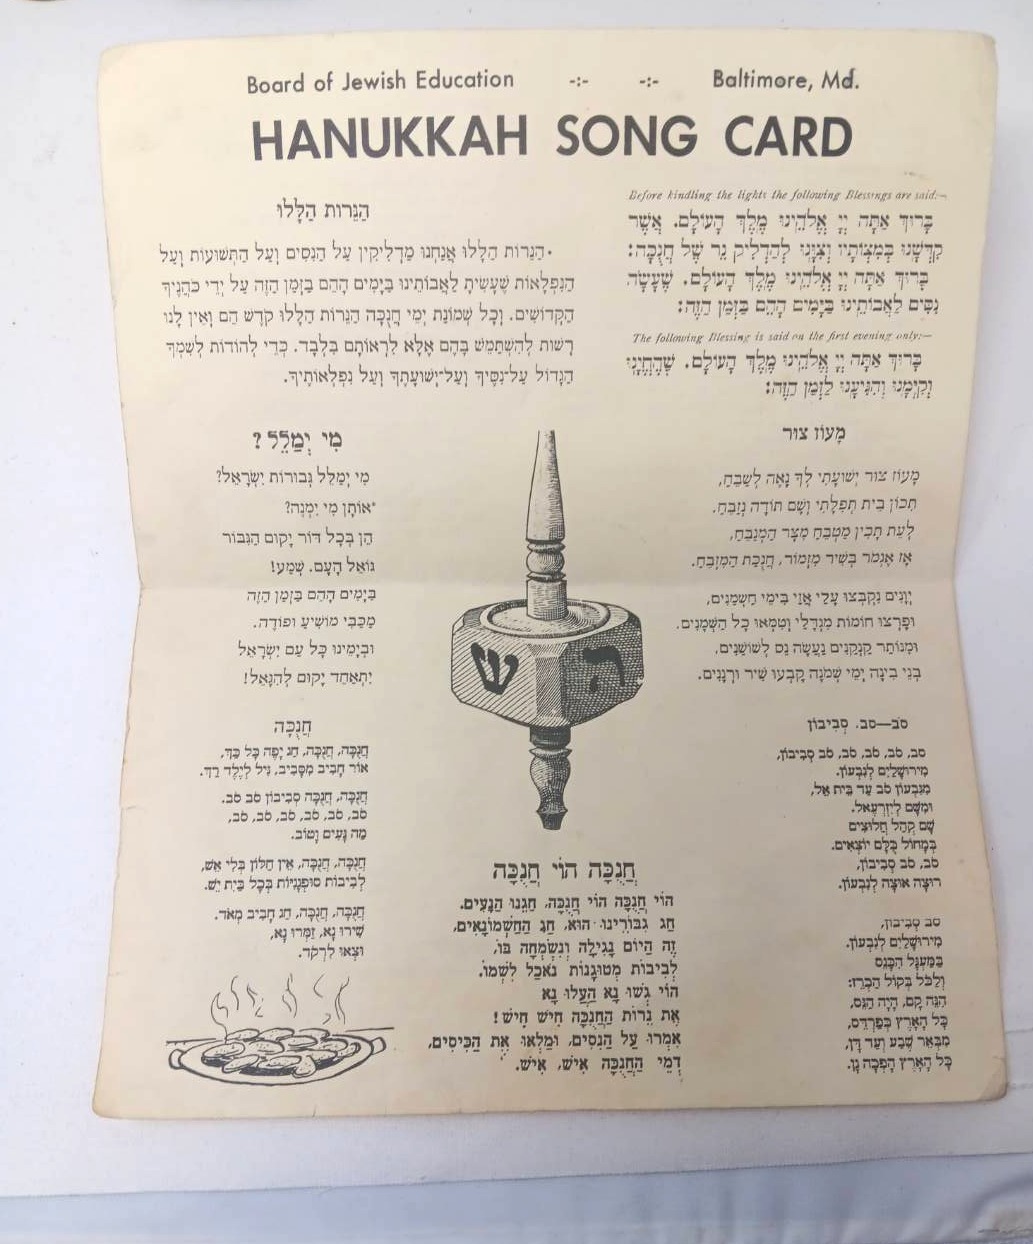 Board of Jewish Education -:- -:- Baltimore, Md.
HANUKKAH SONG CARD
Before kindling the lights the following Blessings are said:—
בָּרוּךְ אַתָּה יְיָ אֱלֹהֵינוּ מֶלֶךְ הָעוֹלָם. אֲשֶׁר
קִדְּשָׁנוּ בְּמִצְוֹתָיו וְצִוָּנוּ לְהַדְלִיק נֵר שֶׁל חֲנֻכָּה:
בָּרוּךְ אַתָּה יְיָ אֱלֹהֵינוּ מֶלֶךְ הָעוֹלָם. שֶׁעָשָׂה
נִסִּים לַאֲבוֹתֵינוּ בַּיָּמִים הָהֵם בַּזְּמַן הַזֶּה:
The following Blessing is said on the first evening only:—
בָּרוּךְ אַתָּה יְיָ אֱלֹהֵינוּ מֶלֶךְ הָעוֹלָם. שֶׁהֶחֱיָנוּ
וְקִיְּמָנוּ וְהִגִּיעָנוּ לַזְּמַן הַזֶּה:
הַנֵּרוֹת הַלָּלוּ
הַנֵּרוֹת הַלָּלוּ אֲנַחְנוּ מַדְלִיקִין עַל הַנִּסִּים וְעַל הַתְּשׁוּעוֹת וְעַל
הַנִּפְלָאוֹת שֶׁעָשִׂיתָ לַאֲבוֹתֵינוּ בַּיָּמִים הָהֵם בַּזְּמַן הַזֶּה עַל יְדֵי כֹּהֲנֶיךָ
הַקְּדוֹשִׁים. וְכָל שְׁמוֹנַת יְמֵי חֲנֻכָּה הַנֵּרוֹת הַלָּלוּ קֹדֶשׁ הֵם וְאֵין לָנוּ
רְשׁוּת לְהִשְׁתַּמֵּשׁ בָּהֶם אֶלָּא לִרְאוֹתָם בִּלְבָד. כְּדֵי לְהוֹדוֹת לְשִׁמְךָ
הַגָּדוֹל עַל־נִסֶּיךָ וְעַל־יְשׁוּעָתֶךָ וְעַל נִפְלְאוֹתֶיךָ.
מָעוֹז צוּר
מָעוֹז צוּר יְשׁוּעָתִי לְךָ נָאֶה לְשַׁבֵּחַ,
תִּכּוֹן בֵּית תְּפִלָּתִי וְשָׁם תּוֹדָה נְזַבֵּחַ.
לְעֵת תָּכִין מַטְבֵּחַ מִצָּר הַמְנַבֵּחַ,
אָז אֶגְמֹר בְּשִׁיר מִזְמוֹר, חֲנֻכַּת הַמִּזְבֵּחַ.
יְוָנִים נִקְבְּצוּ עָלַי אֲזַי בִּימֵי חַשְׁמַנִּים,
וּפָרְצוּ חוֹמוֹת מִגְדָּלַי וְטִמְּאוּ כָּל הַשְּׁמָנִים.
וּמִנּוֹתַר קַנְקַנִּים נַעֲשָׂה נֵס לְשׁוֹשַׁנִּים,
בְּנֵי בִינָה יְמֵי שְׁמֹנָה קָבְעוּ שִׁיר וּרְנָנִים.
מִי יְמַלֵּל?
מִי יְמַלֵּל גְּבוּרוֹת יִשְׂרָאֵל?
אוֹתָן מִי יִמְנֶה?
הֵן בְּכָל דּוֹר יָקוּם הַגִּבּוֹר
גּוֹאֵל הָעָם. שְׁמַע!
בַּיָּמִים הָהֵם בַּזְּמַן הַזֶּה
מַכַּבִּי מוֹשִׁיעַ וּפוֹדֶה.
וּבְיָמֵינוּ כָּל עַם יִשְׂרָאֵל
יִתְאַחֵד יָקוּם לְהִגָּאֵל!
ש ה
סֹב—סֹב. סְבִיבוֹן
סֹב, סֹב, סֹב, סֹב, סֹב סְבִיבוֹן,
מִירוּשָׁלַיִם לְגִבְעוֹן.
מִגִּבְעוֹן סֹב עַד בֵּית אֵל,
וּמִשָּׁם לְיִזְרְעֶאל.
שָׁם קְהַל חֲלוּצִים
בְּמָחוֹל כֻּלָּם יוֹצְאִים.
סֹב, סֹב סְבִיבוֹן,
רוּצָה אוּצָה לְגִבְעוֹן.
סֹב סְבִיבוֹן,
מִירוּשָׁלַיִם לְגִבְעוֹן.
בַּמַּעְגָּל הִכָּנֵס
וְלַכֹּל בְּקוֹל הַכְרֵז:
הִנֵּה קָם, הָיָה הַנֵּס,
כָּל הָאָרֶץ כְּפַרְדֵּס,
מִבְּאֵר שֶׁבַע וְעַד דָּן,
כָּל הָאָרֶץ הָפְכָה גַן.
חֲנֻכָּה
חֲנֻכָּה, חֲנֻכָּה, חַג יָפֶה כָּל כָּךְ,
אוֹר חָבִיב מִסָּבִיב, גִּיל לְיֶלֶד רַךְ.
חֲנֻכָּה, חֲנֻכָּה סְבִיבוֹן סֹב סֹב.
סֹב, סֹב, סֹב, סֹב, סֹב, סֹב,
מַה נָּעִים וָטוֹב.
חֲנֻכָּה, חֲנֻכָּה, אֵין חַלּוֹן בְּלִי אֵשׁ,
לְבִיבוֹת סוּפְגָנִיּוֹת בְּכָל בַּיִת יֵשׁ.
חֲנֻכָּה, חֲנֻכָּה, חַג חָבִיב מְאֹד.
שִׁירוּ נָא, זַמְּרוּ נָא,
וּצְאוּ לִרְקֹד.
חֲנֻכָּה הוֹי חֲנֻכָּה
הוֹי חֲנֻכָּה הוֹי חֲנֻכָּה, חַגֵּנוּ הַנָּעִים.
חַג גִּבּוֹרֵינוּ הוּא, חַג הַחַשְׁמוֹנָאִים,
זֶה הַיּוֹם נָגִילָה וְנִשְׂמְחָה בּוֹ,
לְבִיבוֹת מְטוּגָּנוֹת נֹאכַל לִשְׁמוֹ.
הוֹי גְּשׁוּ נָא הַעֲלוּ נָא
אֶת נֵרוֹת הַחֲנֻכָּה חִישׁ חִישׁ!
אִמְרוּ עַל הַנִּסִּים, וּמַלְאוּ אֶת הַכִּיסִים,
דְּמֵי הַחֲנֻכָּה אִישׁ, אִישׁ.